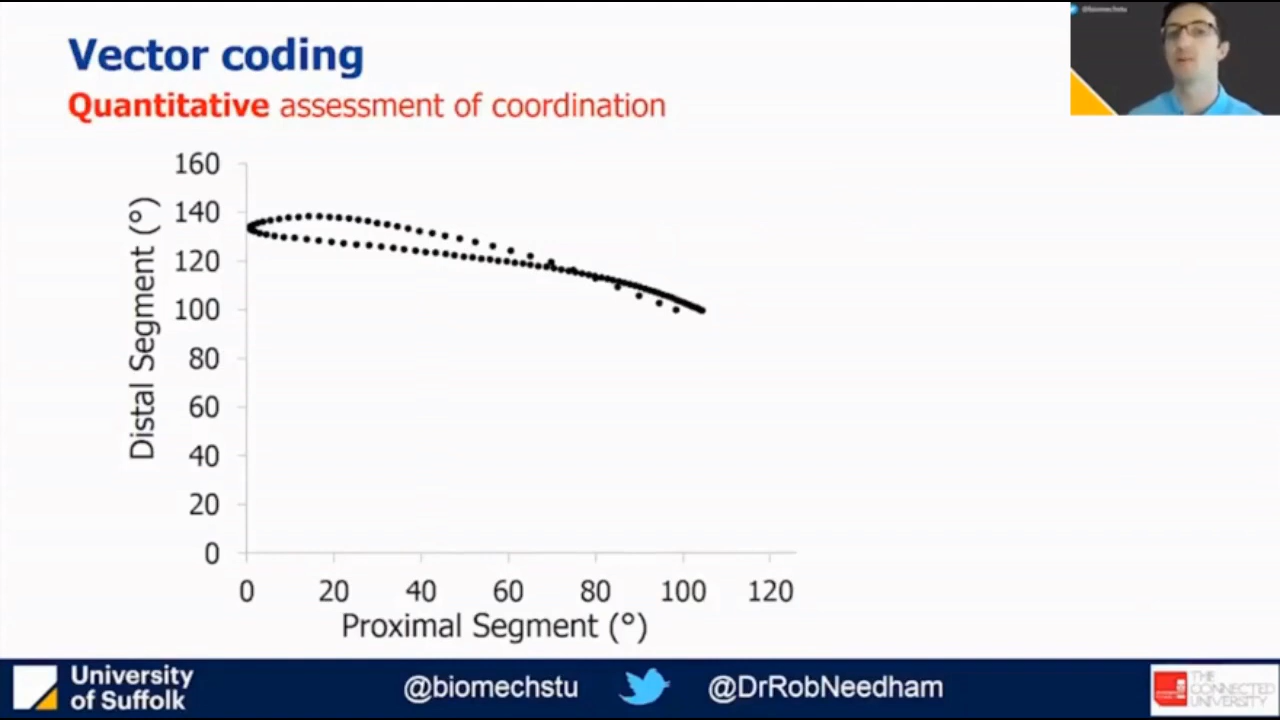 @biomechstu
Vector coding
Quantitative assessment of coordination
160
140
120
100
80
60
40
20
0
Distal Segment (°)
0 20 40 60 80 100 120
Proximal Segment (°)
University
of Suffolk
@biomechstu
@DrRobNeedham
THE
CONNECTED
UNIVERSITY